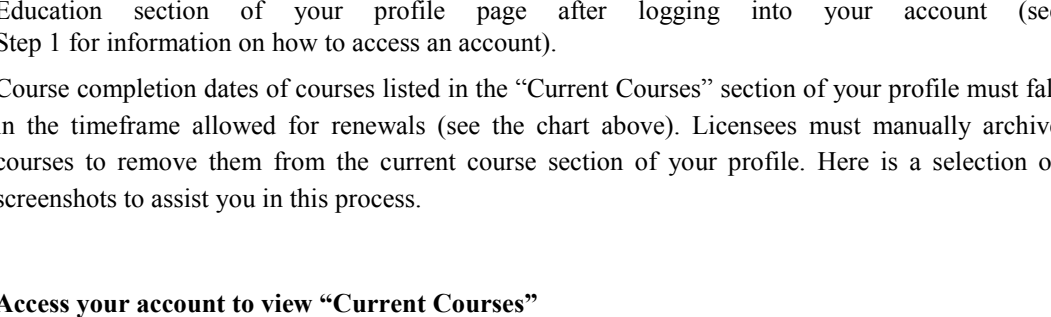 Education section of your profile page after logging into your account (see
Step 1 for information on how to access an account).
Course completion dates of courses listed in the “Current Courses” section of your profile must fall
in the timeframe allowed for renewals (see the chart above). Licensees must manually archive
courses to remove them from the current course section of your profile. Here is a selection of
screenshots to assist you in this process.
Access your account to view “Current Courses”